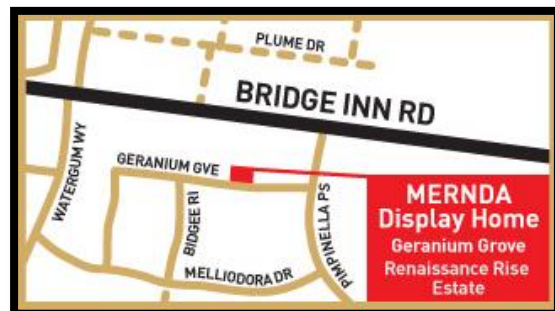 PLUME DR
BRIDGE INN RD
WATERGUM WY
GERANIUM GVE
BIDGEE RI
MELLIODORA DR
PIMPINELLA PS
MERNDA
Display Home
Geranium Grove
Renaissance Rise
Estate